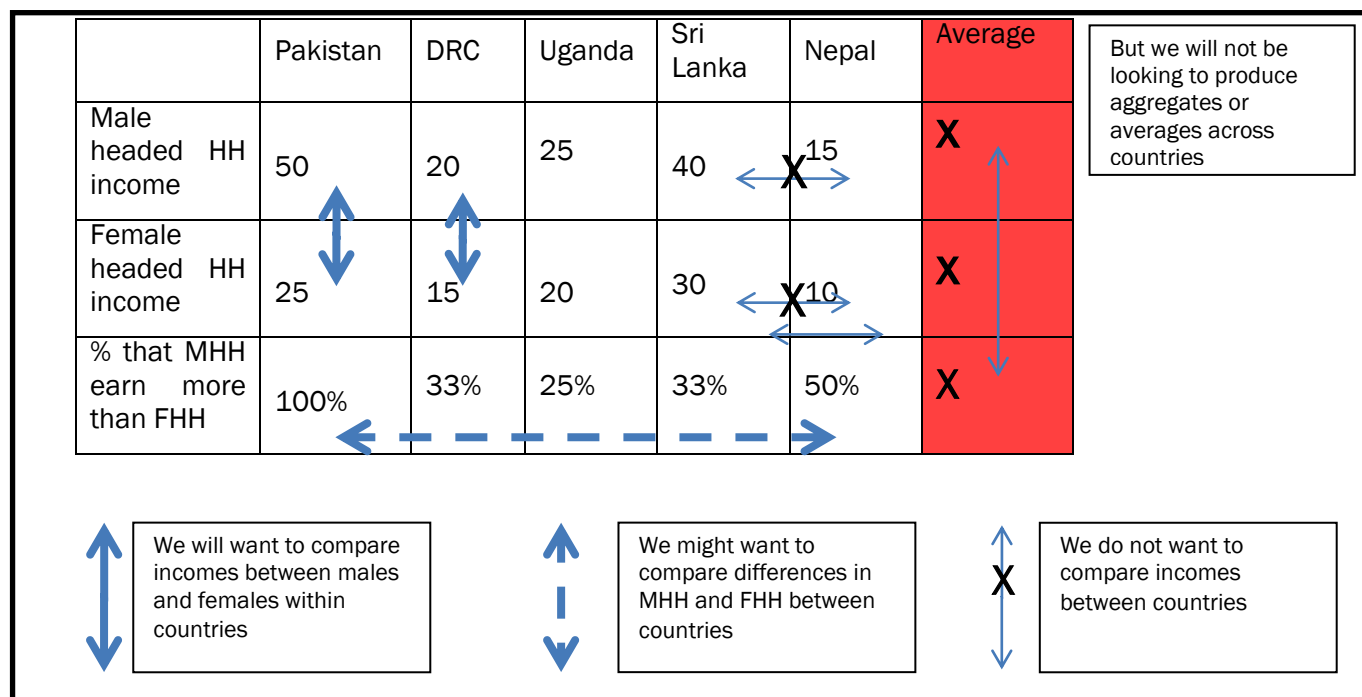 Pakistan DRC Uganda Sri Lanka Nepal Average
Male headed HH income 50 20 25 40 15 X
X
Female headed HH income 25 15 20 30 10 X
X
% that MHH earn more than FHH 100% 33% 25% 33% 50% X
But we will not be
looking to produce
aggregates or
averages across
countries
We will want to compare
incomes between males
and females within
countries
We might want to
compare differences in
MHH and FHH between
countries
X
We do not want to
compare incomes
between countries